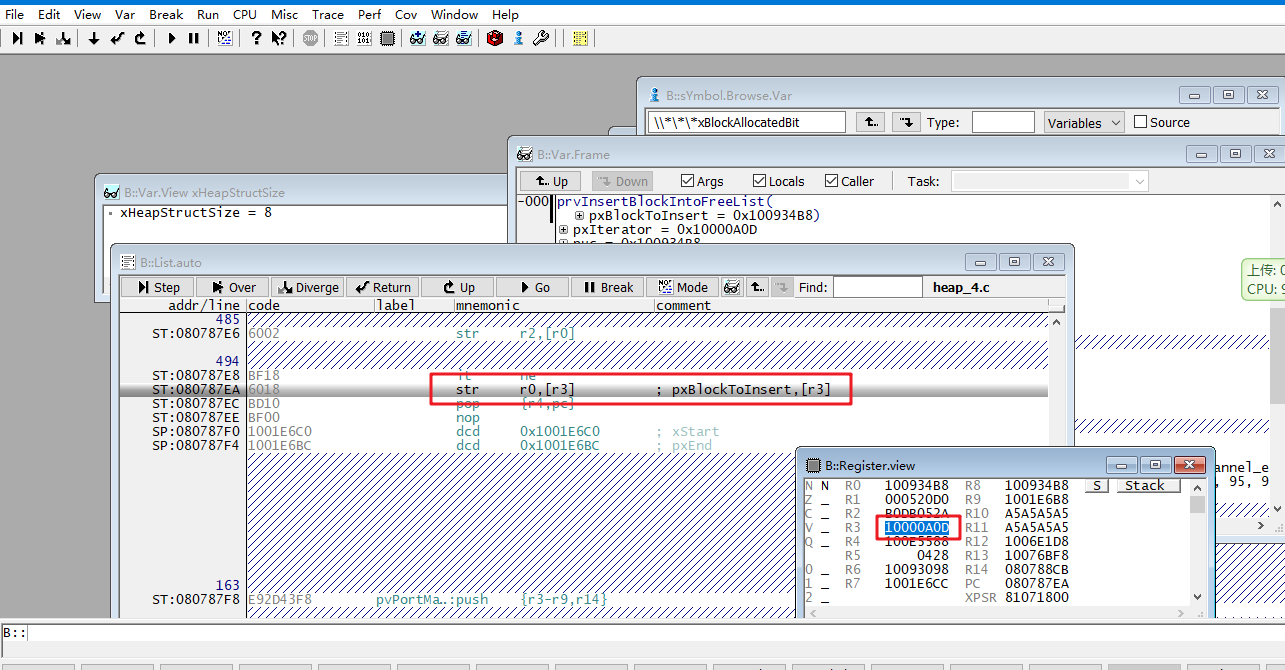 File Edit View Var Break Run CPU Misc Trace Perf Cov Window Help
B::sYmbol.Browse.Var
\\*\*\*xBlockAllocatedBit Type: Variables Source
B::Var.Frame
Up Down Args Locals Caller Task:
-000 prvInsertBlockIntoFreeList(
pxBlockToInsert = 0x100934B8)
pxIterator = 0x10000A0D
puc = 0x100934B8
B::Var.View xHeapStructSize
xHeapStructSize = 8
上传: 0
CPU: 9
B::List.auto
Step Over Diverge Return Up Go Break Mode Find: heap_4.c
addr/line code label mnemonic comment
485
ST:080787E6 6002 str r2,[r0]
494
ST:080787E8 BF18 it ne
ST:080787EA 6018 str r0,[r3] ; pxBlockToInsert,[r3]
ST:080787EC BD10 pop {r4,pc}
ST:080787EE BF00 nop
SP:080787F0 1001E6C0 dcd 0x1001E6C0 ; xStart
SP:080787F4 1001E6BC dcd 0x1001E6BC ; pxEnd
163
ST:080787F8 E92D43F8 pvPortMa.:push {r3-r9,r14}
annel_e
, 95, 9
B::Register.view
N N R0 100934B8 R8 100934B8 S Stack
Z _ R1 000520D0 R9 1001E6B8
C _ R2 B0DB052A R10 A5A5A5A5
V _ R3 10000A0D R11 A5A5A5A5
Q _ R4 100E5588 R12 1006E1D8
R5 0428 R13 10076BF8
0 _ R6 10093098 R14 080788CB
1 _ R7 1001E6CC PC 080787EA
2 _ XPSR 81071800
B::